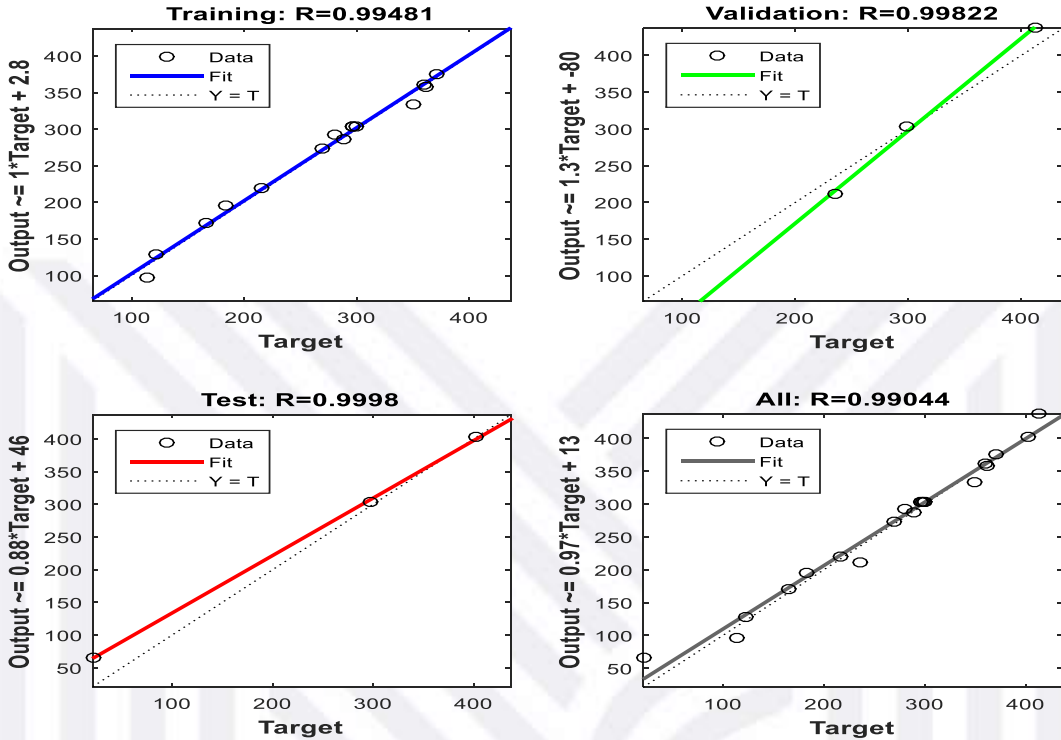 Training: R=0.99481
Output ~= 1*Target + 2.8
400
350
300
250
200
150
100
Data
Fit
Y = T
100
200
300
400
Target
Validation: R=0.99822
Output ~= 1.3*Target + -80
400
350
300
250
200
150
100
Data
Fit
Y = T
100
200
300
400
Target
Test: R=0.9998
Output ~= 0.88*Target + 46
400
350
300
250
200
150
100
50
Data
Fit
Y = T
100
200
300
400
Target
All: R=0.99044
Output ~= 0.97*Target + 13
400
350
300
250
200
150
100
50
Data
Fit
Y = T
100
200
300
400
Target